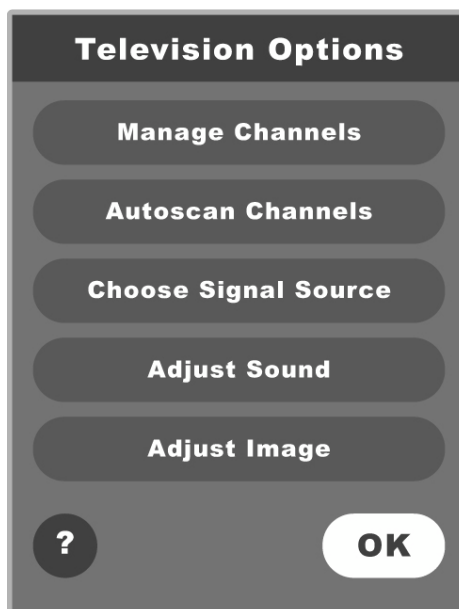 Television Options
Manage Channels
Autoscan Channels
Choose Signal Source
Adjust Sound
Adjust Image
? OK